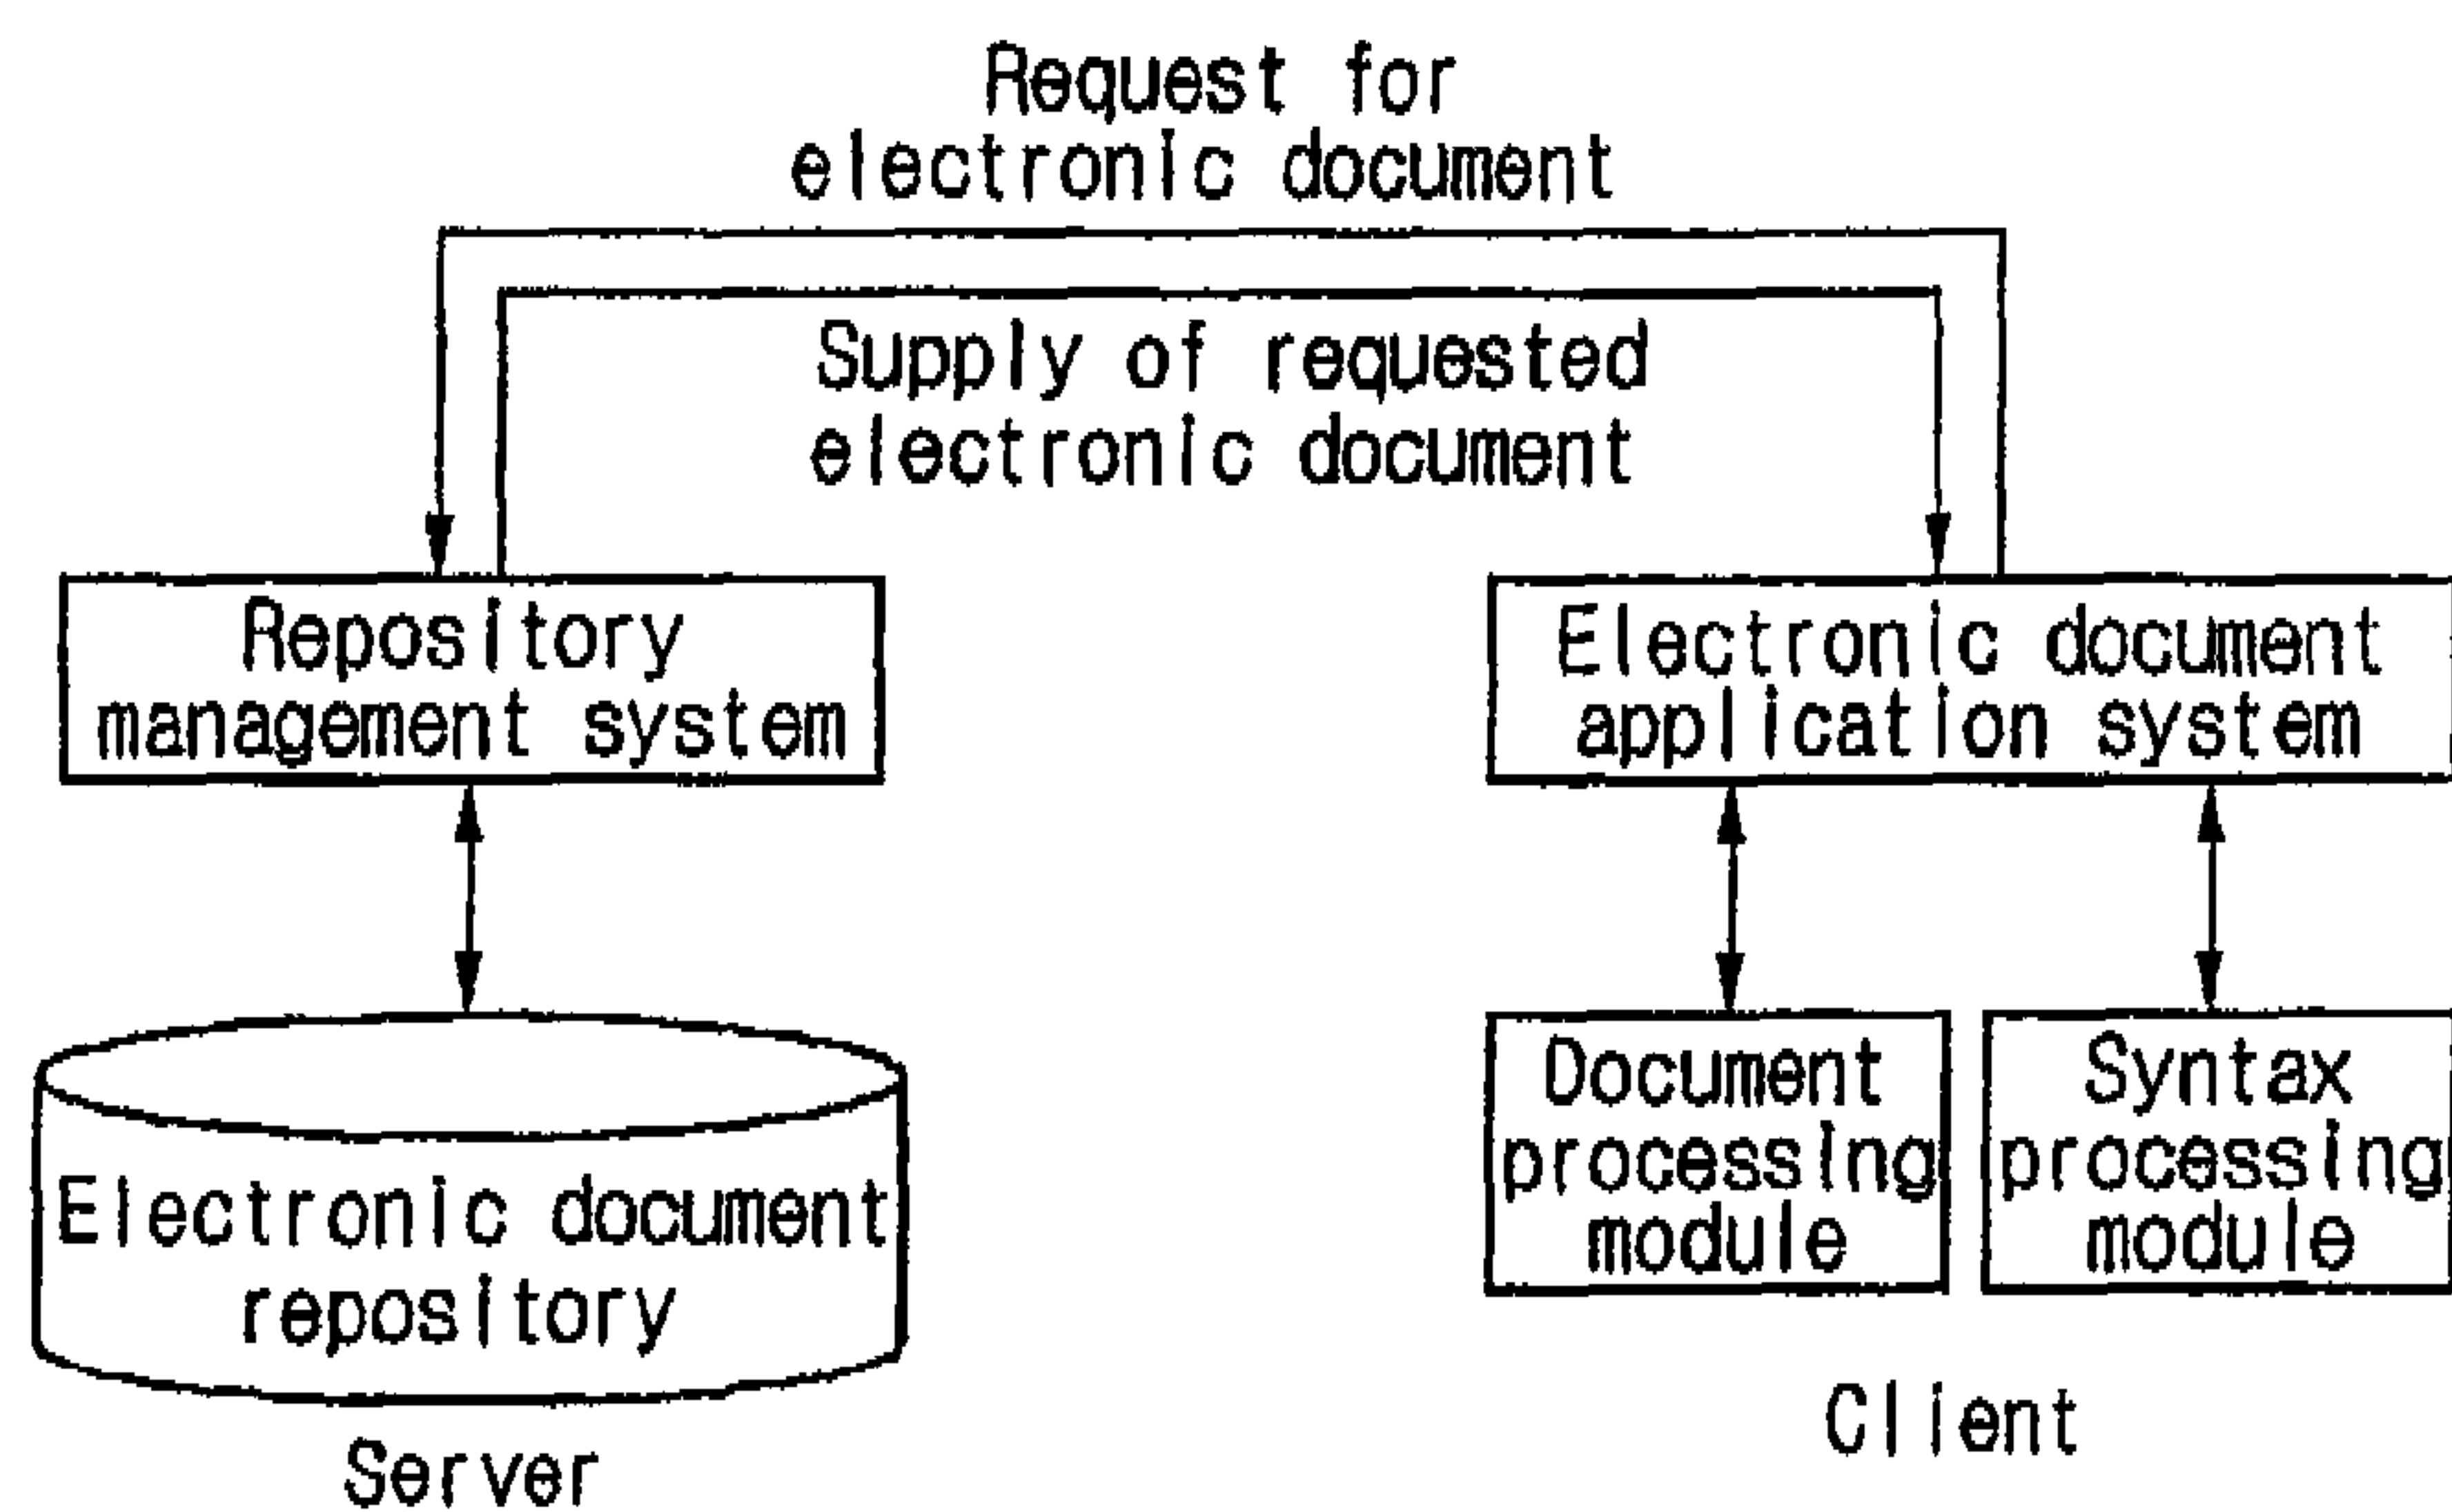 Request for
electronic document
Supply of requested
electronic document
Repository
management system
Electronic document
application system
Document
processing
module
Syntax
processing
module
Electronic document
repository
Server
Client